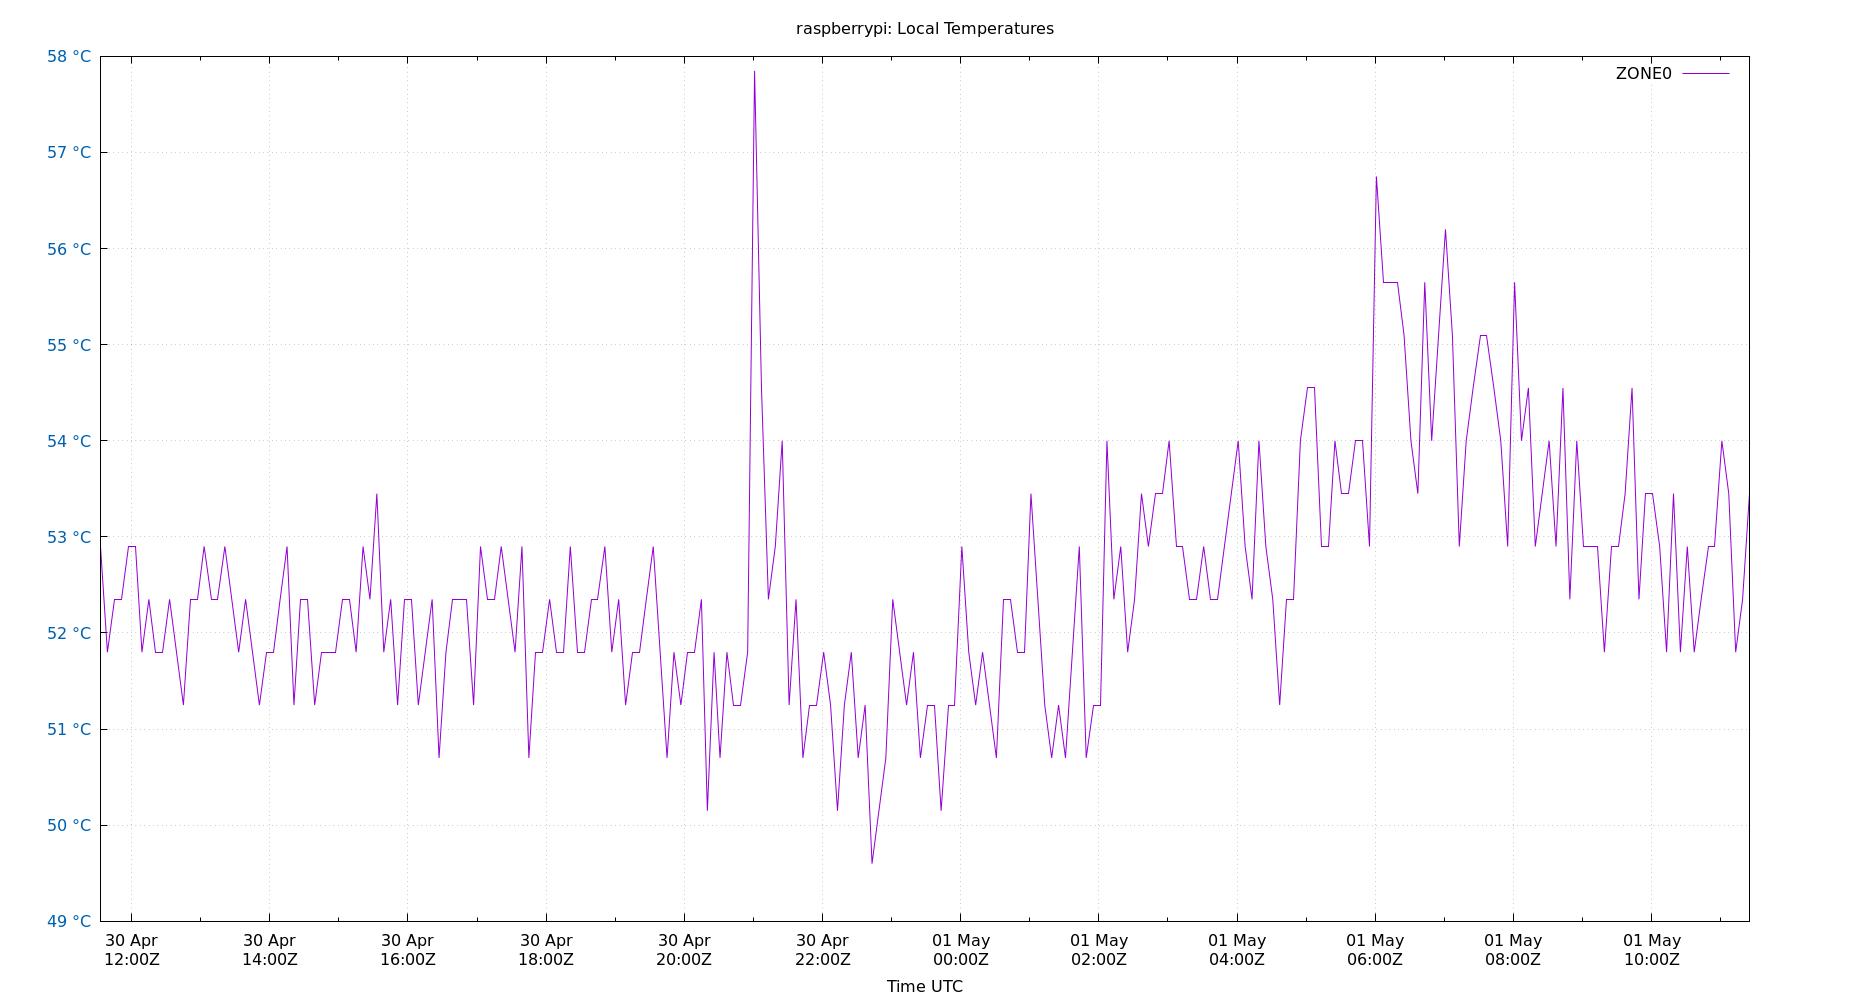 raspberrypi: Local Temperatures
ZONE0
58 °C
57 °C
56 °C
55 °C
54 °C
53 °C
52 °C
51 °C
50 °C
49 °C
30 Apr 30 Apr 30 Apr 30 Apr 30 Apr 30 Apr 01 May 01 May 01 May 01 May 01 May 01 May
12:00Z 14:00Z 16:00Z 18:00Z 20:00Z 22:00Z 00:00Z 02:00Z 04:00Z 06:00Z 08:00Z 10:00Z
Time UTC